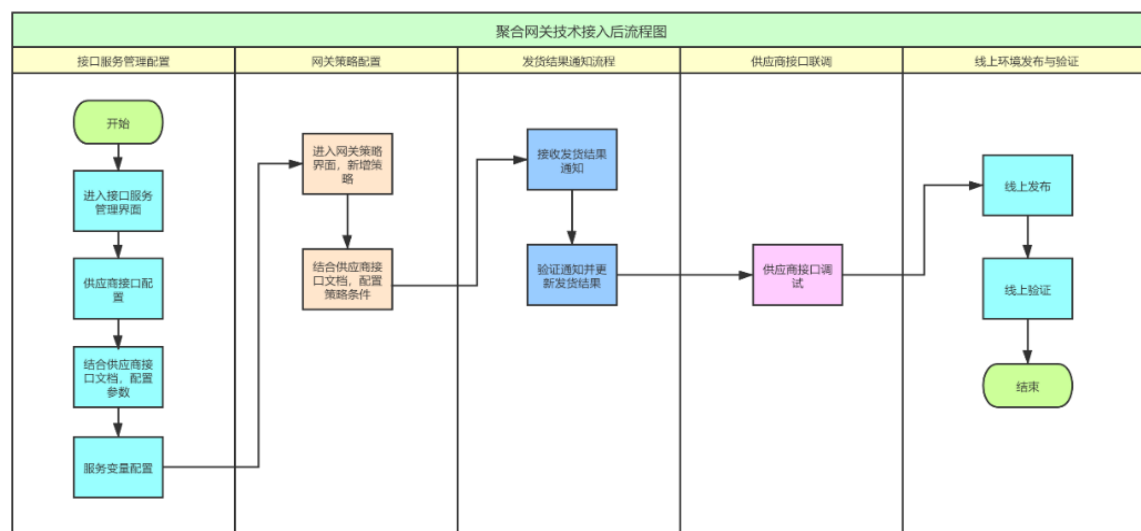 聚合网关技术接入后流程图
接口服务管理配置
网关策略配置
发货结果通知流程
供应商接口联调
线上环境发布与验证
开始
进入接口服务
管理界面
供应商接口配
置
结合供应商接
口文档，配置
参数
服务变量配置
进入网关策略
界面，新增策
略
结合供应商接
口文档，配置
策略条件
接收发货结果
通知
验证通知并更
新发货结果
供应商接口调
试
线上发布
线上验证
结束